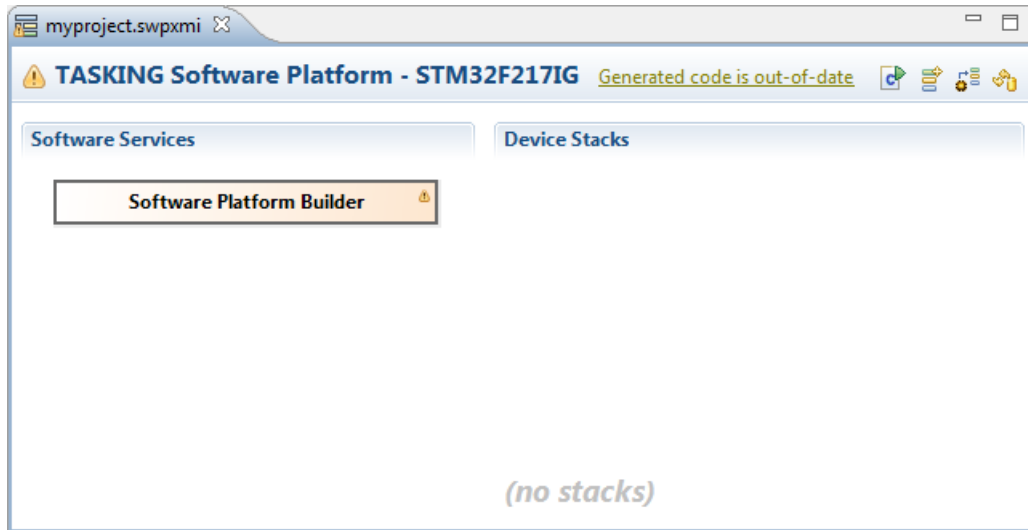 myproject.swpxmi
TASKING Software Platform - STM32F217IG Generated code is out-of-date
Software Services
Device Stacks
Software Platform Builder
(no stacks)